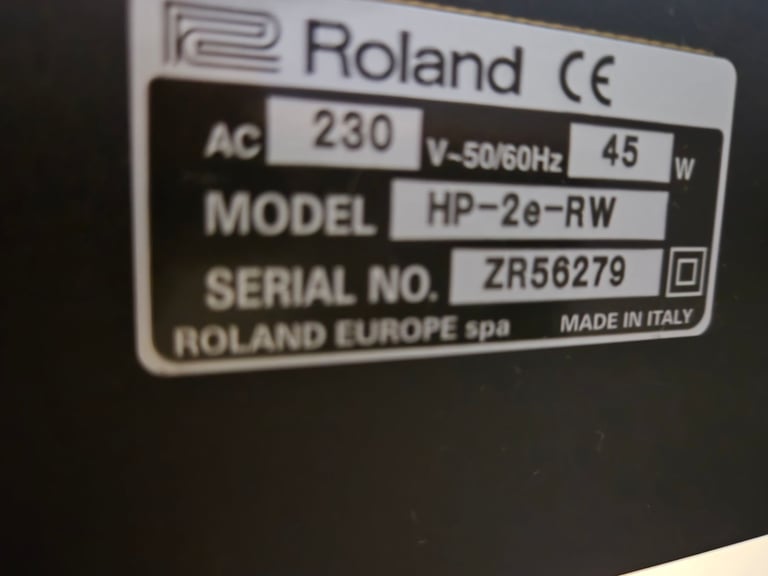 Roland CE
AC 230 V~50/60Hz 45 W
MODEL HP-2e-RW
SERIAL NO. ZR56279
ROLAND EUROPE spa MADE IN ITALY